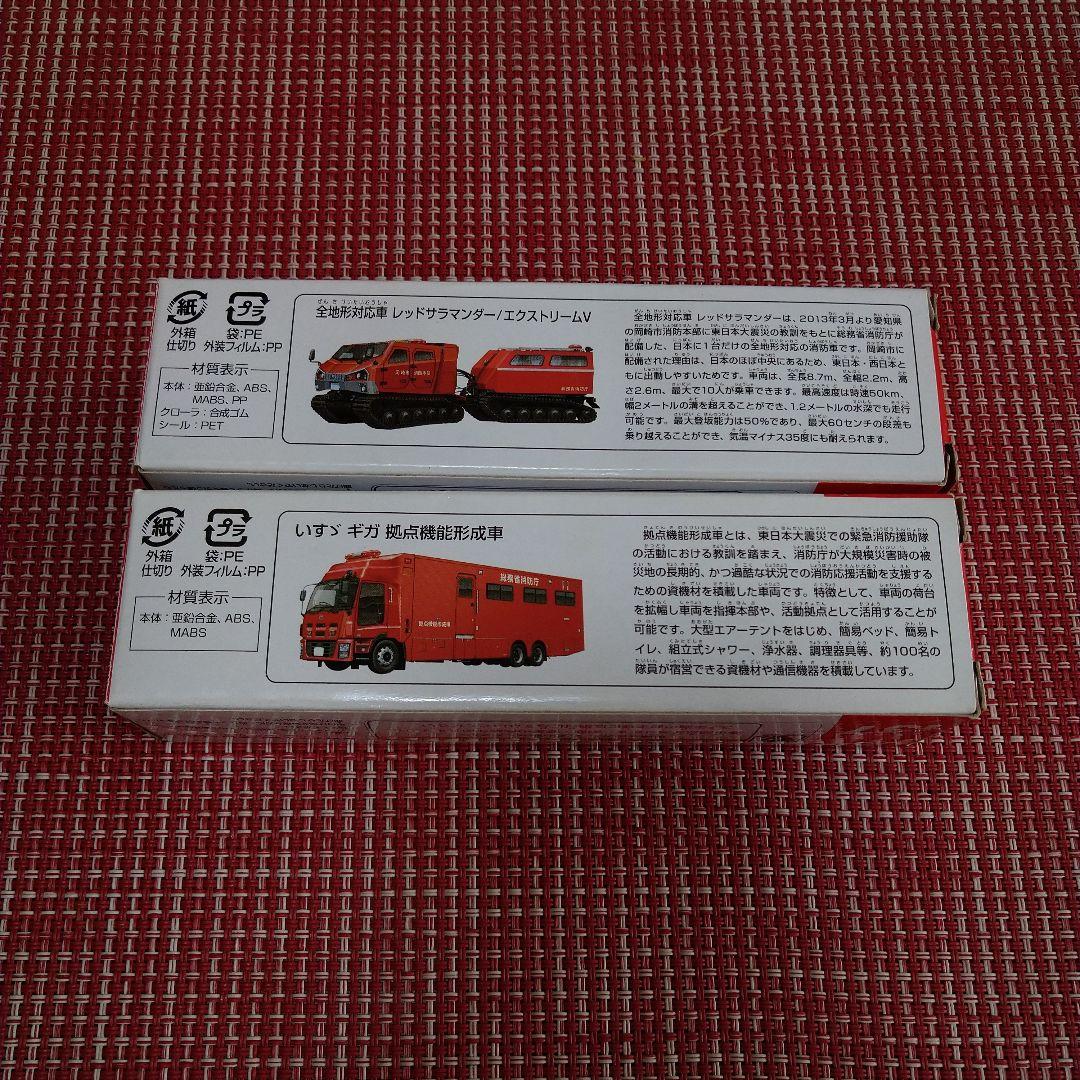 紙
プラ
外箱
仕切り
袋:PE
外装フィルム:PP
材質表示
本体:亜鉛合金、ABS、
MABS、PP
クローラ:合成ゴム
シール:PET
全地形対応車 レッドサラマンダー/エクストリームV
全地形対応車 レッドサラマンダーは、2013年3月より愛知県
の岡崎市消防本部に東日本大震災の教訓をもとに総務省消防庁が
配備した、日本に1台だけの全地形対応の消防車です。岡崎市に
配備された理由は、日本のほぼ中央にあるため、東日本・西日本と
もに出動しやすいためです。車両は、全長8.7m、全幅2.2m、高
さ2.6m、最大で10人が乗車できます。最高速度は時速50km、
幅2メートルの溝を超えることができ、1.2メートルの水深でも走行
可能です。最大登坂能力は50%であり、最大60センチの段差も
乗り越えることができ、気温マイナス35度にも耐えられます。
紙
プラ
外箱
仕切り
袋:PE
外装フィルム:PP
材質表示
本体:亜鉛合金、ABS、
MABS
いすゞ ギガ 拠点機能形成車
総務省消防庁
拠点機能形成車
拠点機能形成車とは、東日本大震災での緊急消防援助隊
の活動における教訓を踏まえ、消防庁が大規模災害時の被
災地の長期的、かつ過酷な状況での消防応援活動を支援する
ための資機材を積載した車両です。特徴として、車両の荷台
を拡幅し車両を指揮本部や、活動拠点として活用することが
可能です。大型エアーテントをはじめ、簡易ベッド、簡易ト
イレ、組立式シャワー、浄水器、調理器具等、約100名の
隊員が宿営できる資機材や通信機器を積載しています。